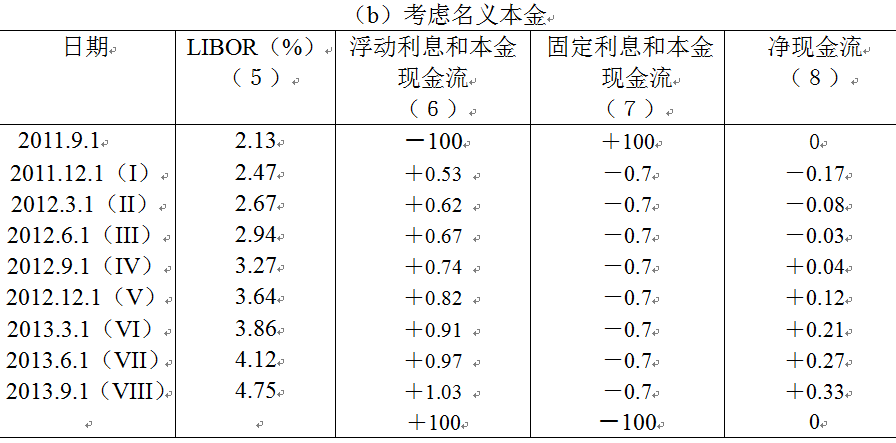 （b）考虑名义本金
日期 LIBOR（%）（5） 浮动利息和本金现金流（6） 固定利息和本金现金流（7） 净现金流（8）
2011.9.1 2.13 －100 ＋100 0
2011.12.1（I） 2.47 ＋0.53 －0.7 －0.17
2012.3.1（II） 2.67 ＋0.62 －0.7 －0.08
2012.6.1（III） 2.94 ＋0.67 －0.7 －0.03
2012.9.1（IV） 3.27 ＋0.74 －0.7 ＋0.04
2012.12.1（V） 3.64 ＋0.82 －0.7 ＋0.12
2013.3.1（VI） 3.86 ＋0.91 －0.7 ＋0.21
2013.6.1（VII） 4.12 ＋0.97 －0.7 ＋0.27
2013.9.1（VIII） 4.75 ＋1.03 －0.7 ＋0.33
＋100 －100 0